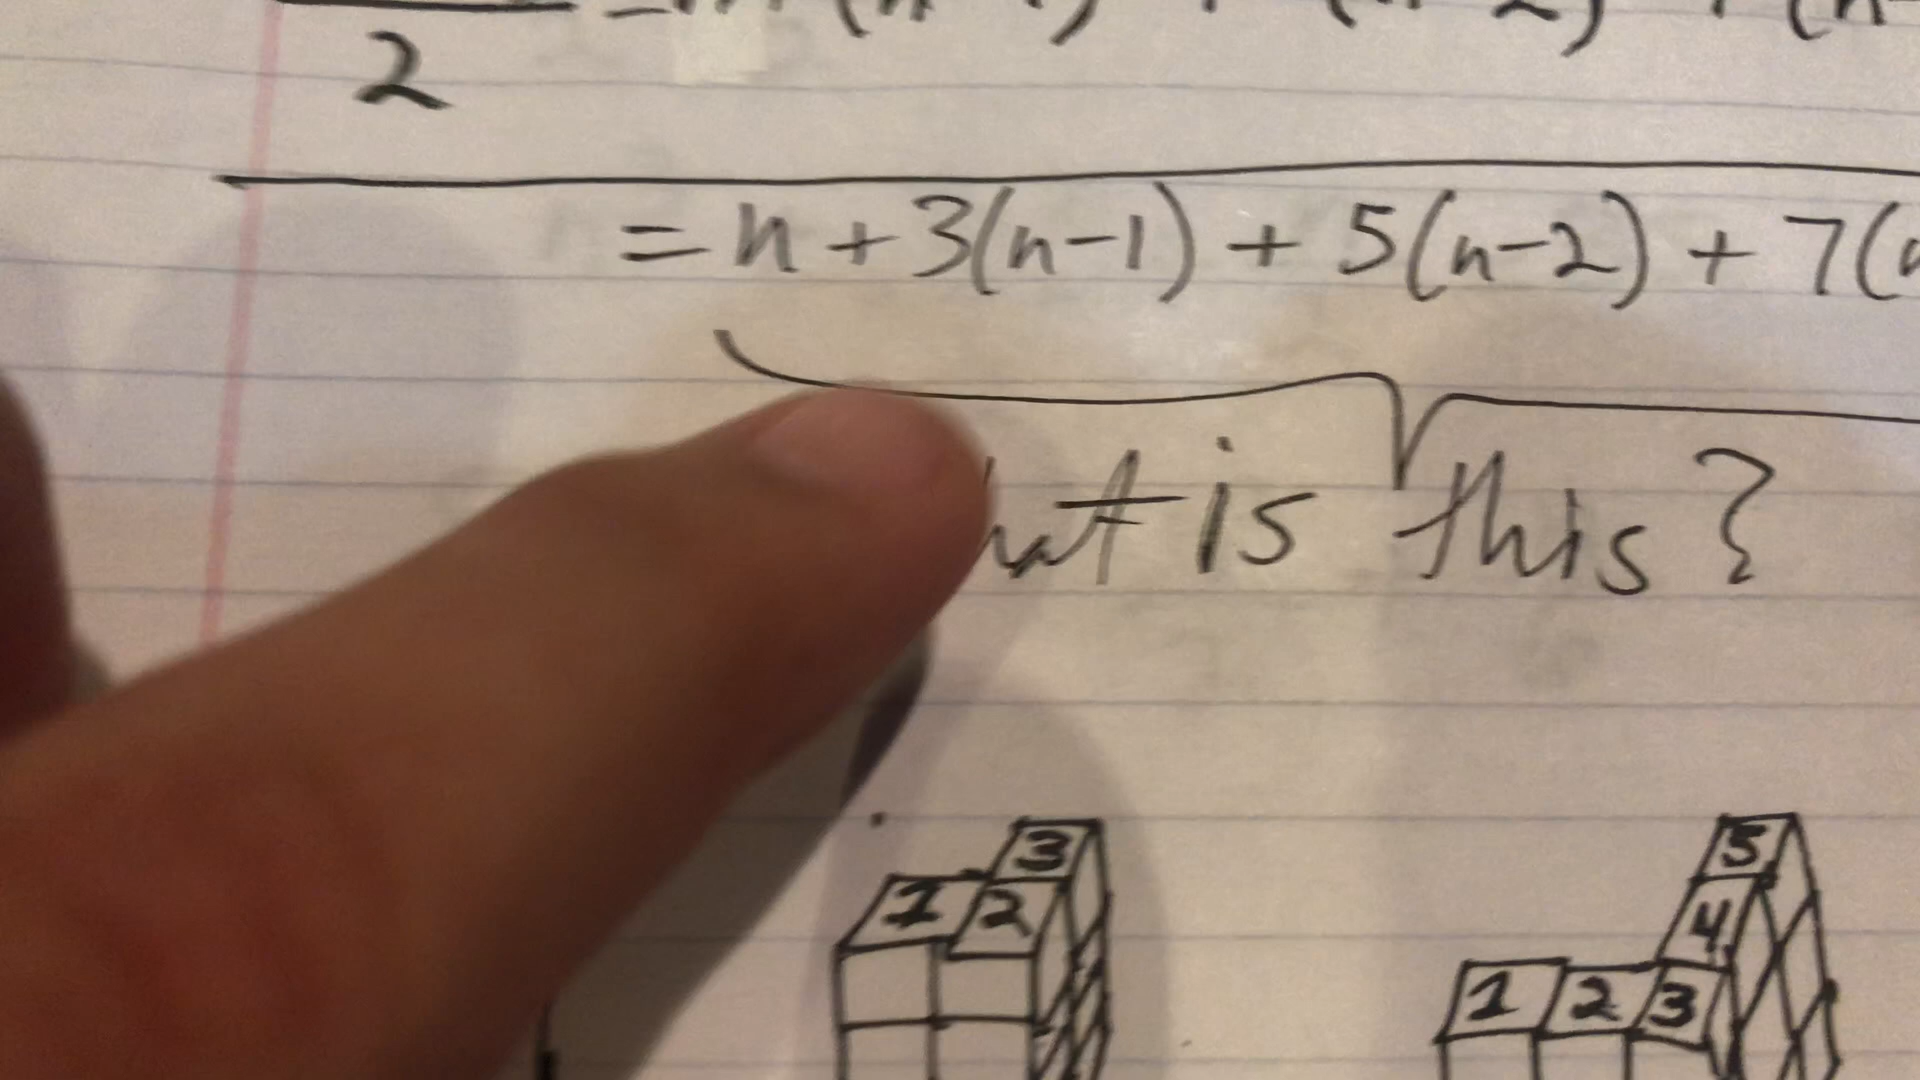 2
= n + 3(n-1) + 5(n-2) + 7(
is this?
3
1 2
5
4
1 2 3